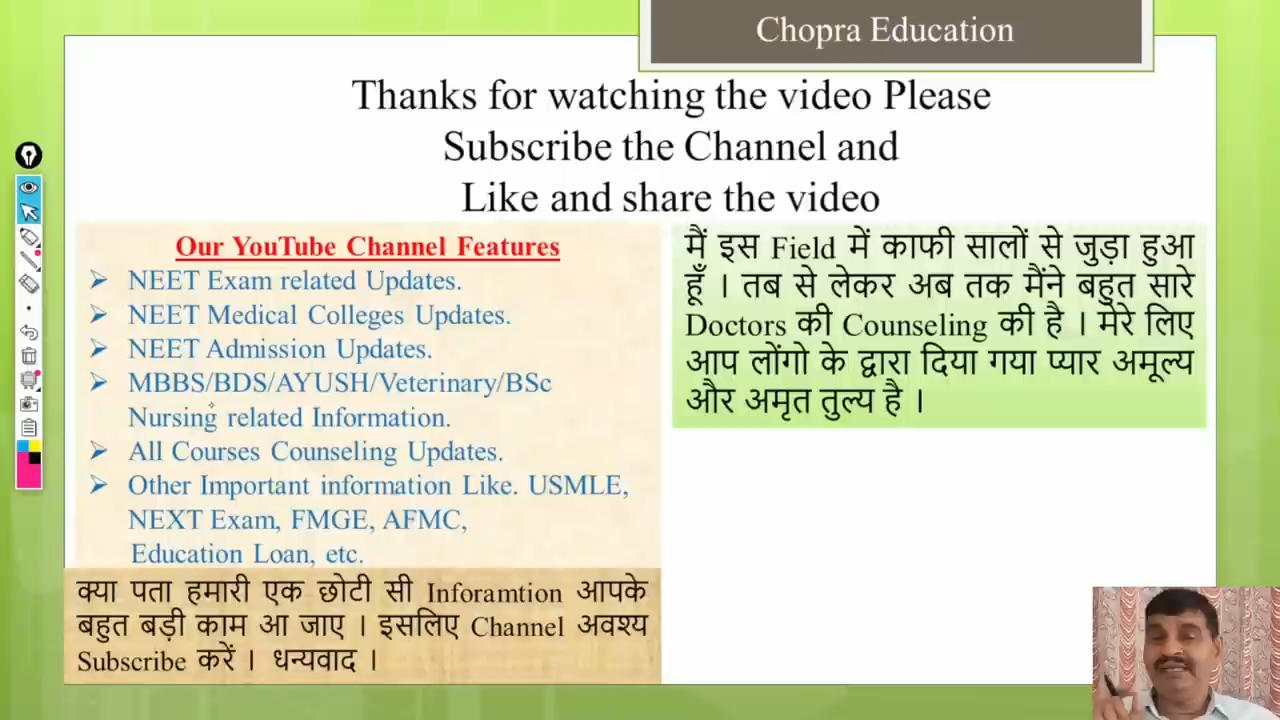 Chopra Education
Thanks for watching the video Please
Subscribe the Channel and
Like and share the video
Our YouTube Channel Features
➢ NEET Exam related Updates.
➢ NEET Medical Colleges Updates.
➢ NEET Admission Updates.
➢ MBBS/BDS/AYUSH/Veterinary/BSc
Nursing related Information.
➢ All Courses Counseling Updates.
➢ Other Important information Like. USMLE,
NEXT Exam, FMGE, AFMC,
Education Loan, etc.
क्या पता हमारी एक छोटी सी Inforamtion आपके
बहुत बड़ी काम आ जाए । इसलिए Channel अवश्य
Subscribe करें । धन्यवाद ।
मैं इस Field में काफी सालों से जुड़ा हुआ
हूँ । तब से लेकर अब तक मैंने बहुत सारे
Doctors की Counseling की है । मेरे लिए
आप लोंगो के द्वारा दिया गया प्यार अमूल्य
और अमृत तुल्य है ।